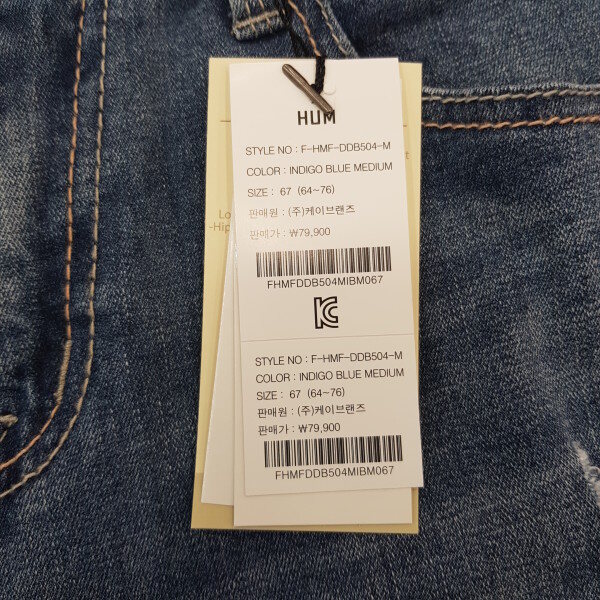 HUM
STYLE NO : F-HMF-DDB504-M
COLOR : INDIGO BLUE MEDIUM
SIZE : 67 (64~76)
판매원 : (주)케이브랜즈
판매가 : ₩79,900
FHMFDDB504MIBM067
STYLE NO : F-HMF-DDB504-M
COLOR : INDIGO BLUE MEDIUM
SIZE : 67 (64~76)
판매원 : (주)케이브랜즈
판매가 : ₩79,900
FHMFDDB504MIBM067